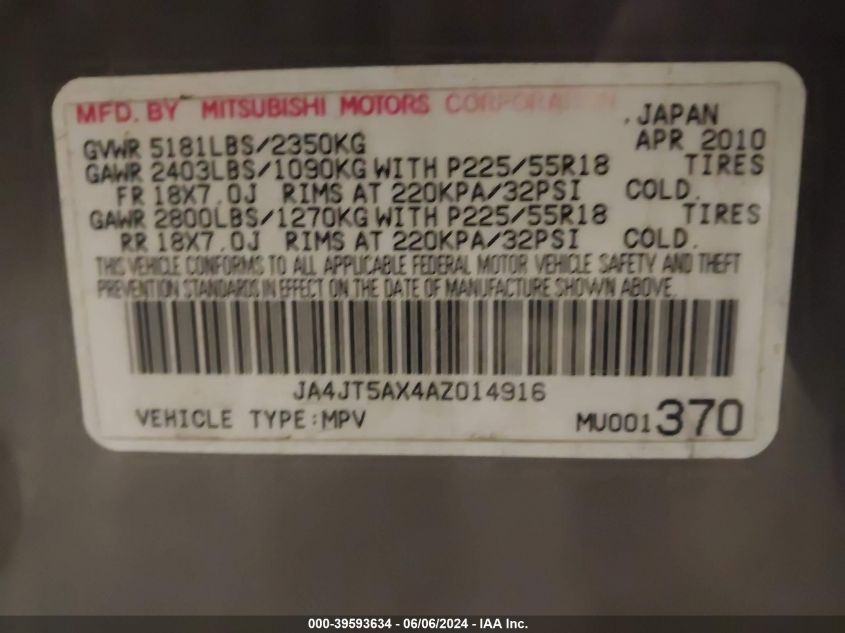 MFD. BY MITSUBISHI MOTORS CORPORATION
, JAPAN
GVWR 5181LBS/2350KG APR 2010
GAWR 2403LBS/1090KG WITH P225/55R18 TIRES
FR 18X7.0J RIMS AT 220KPA/32PSI COLD.
GAWR 2800LBS/1270KG WITH P225/55R18 TIRES
RR 18X7.0J RIMS AT 220KPA/32PSI COLD.
THIS VEHICLE CONFORMS TO ALL APPLICABLE FEDERAL MOTOR VEHICLE SAFETY AND THEFT
PREVENTION STANDARDS IN EFFECT ON THE DATE OF MANUFACTURE SHOWN ABOVE.
JA4JT5AX4AZ014916
VEHICLE TYPE:MPV MU001370
000-39593634 - 06/06/2024 - IAA Inc.